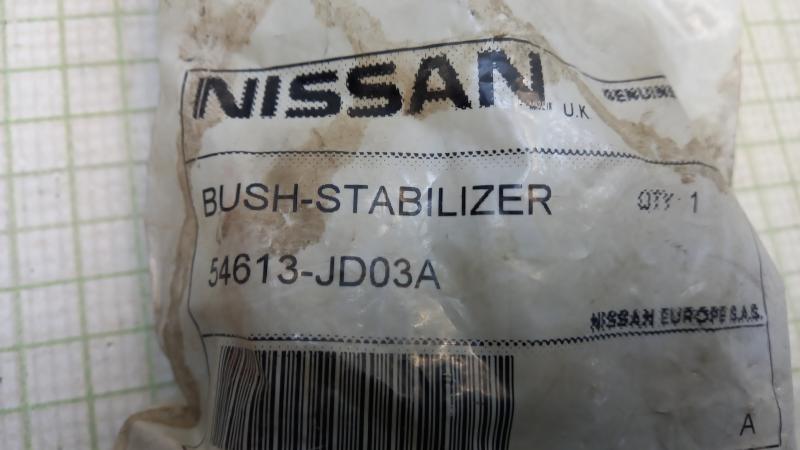 NISSAN
U.K
GENUINE
BUSH-STABILIZER
QTY 1
54613-JD03A
NISSAN EUROPE S.A.S.
A